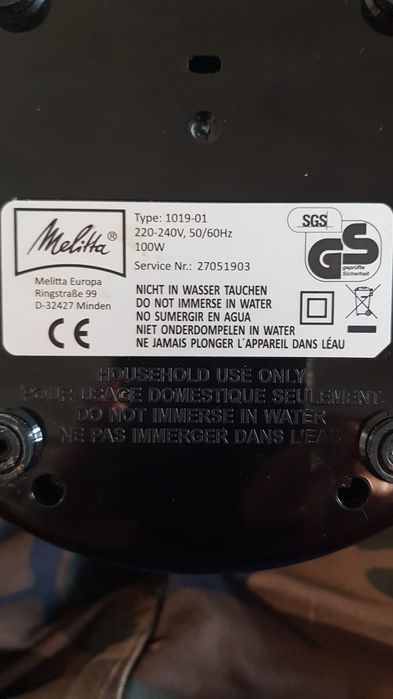 Melitta®
Type: 1019-01
220-240V, 50/60Hz
100W
Service Nr.: 27051903
SGS
GS
geprüfte
Sicherheit
Melitta Europa
Ringstraße 99
D-32427 Minden
CE
NICHT IN WASSER TAUCHEN
DO NOT IMMERSE IN WATER
NO SUMERGIR EN AGUA
NIET ONDERDOMPELEN IN WATER
NE JAMAIS PLONGER L´APPAREIL DANS LÉAU
HOUSEHOLD USE ONLY
POUR USAGE DOMESTIQUE SEULEMENT.
DO NOT IMMERSE IN WATER
NE PAS IMMERGER DANS L'EAU